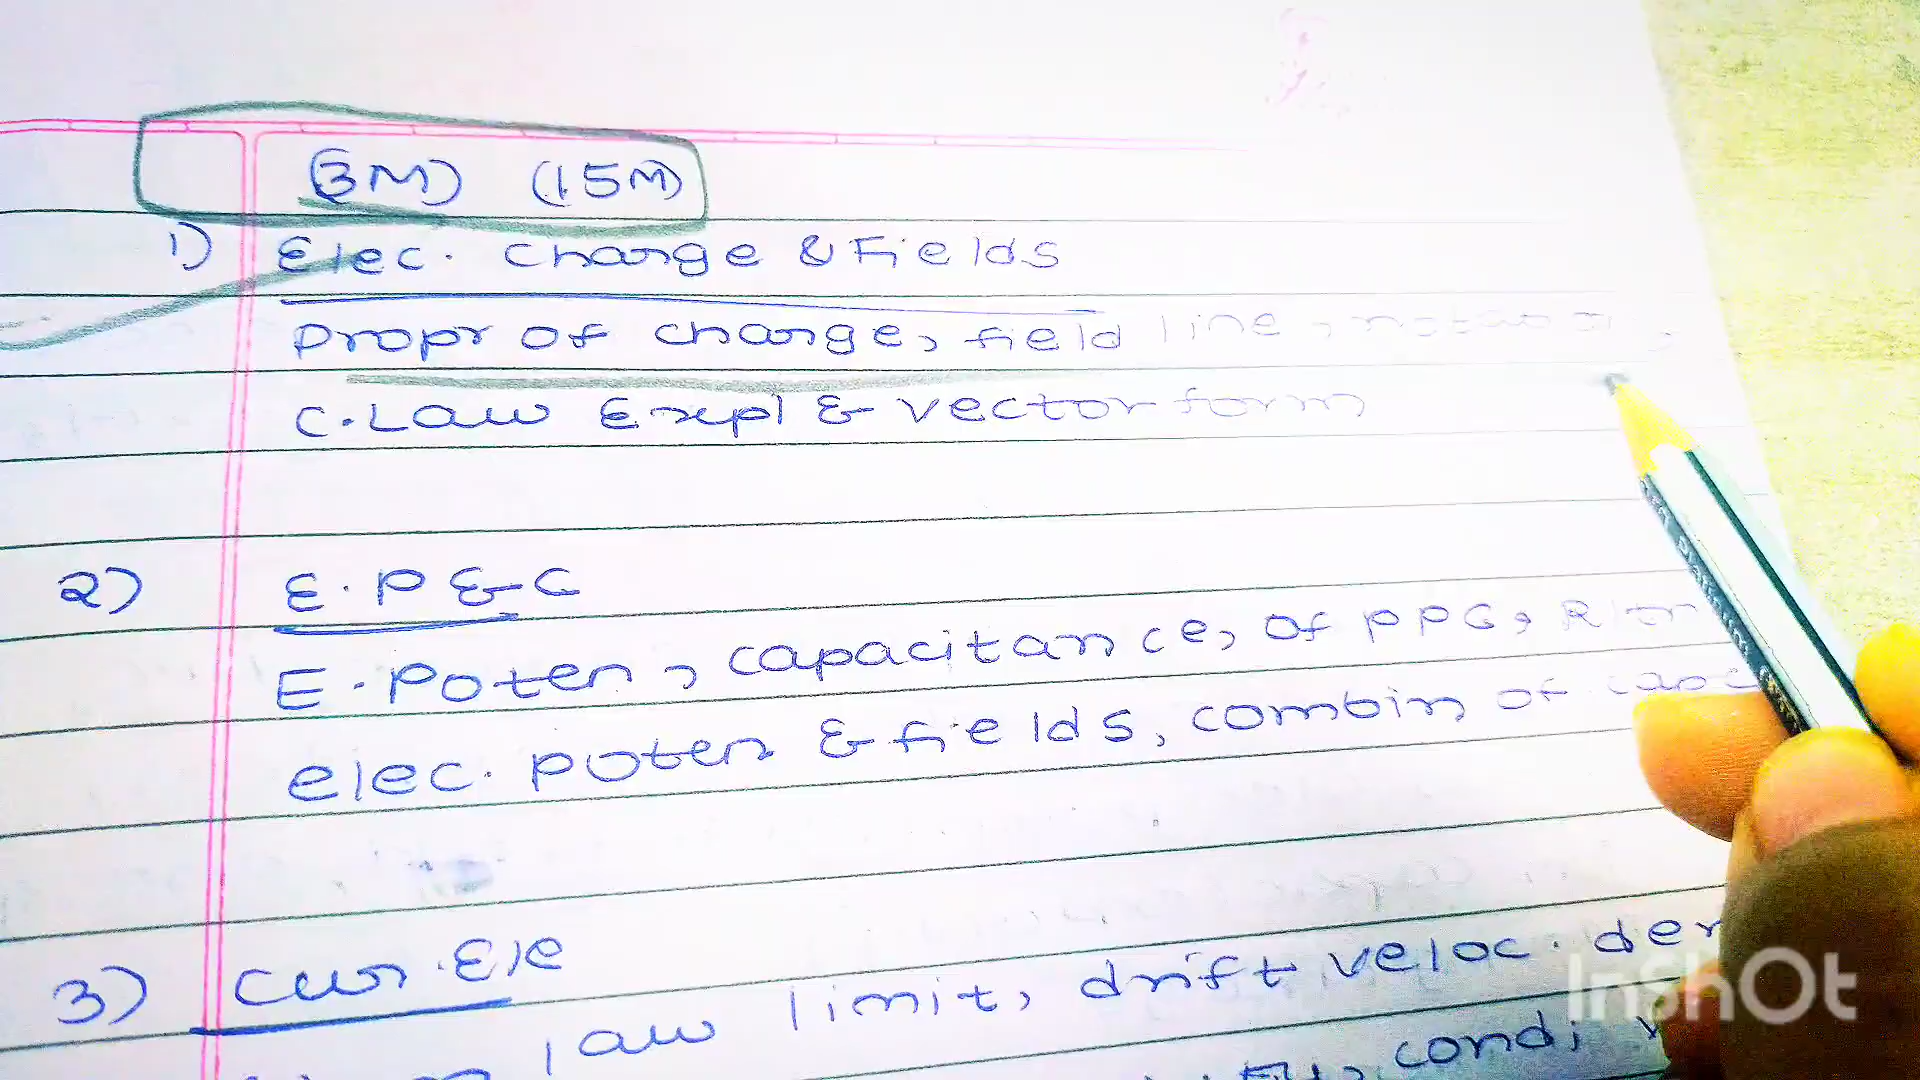 (3M) (15M)
1) Elec. Charge & Fields
propr of charge, field line,
C. Law Expl & vector form
2) E.P & C
E. Poten, capacitance, of PPC,
elec. poten & fields, combin of
3) Cur. Ele
law limit, drift veloc. der
cond,
InShOt